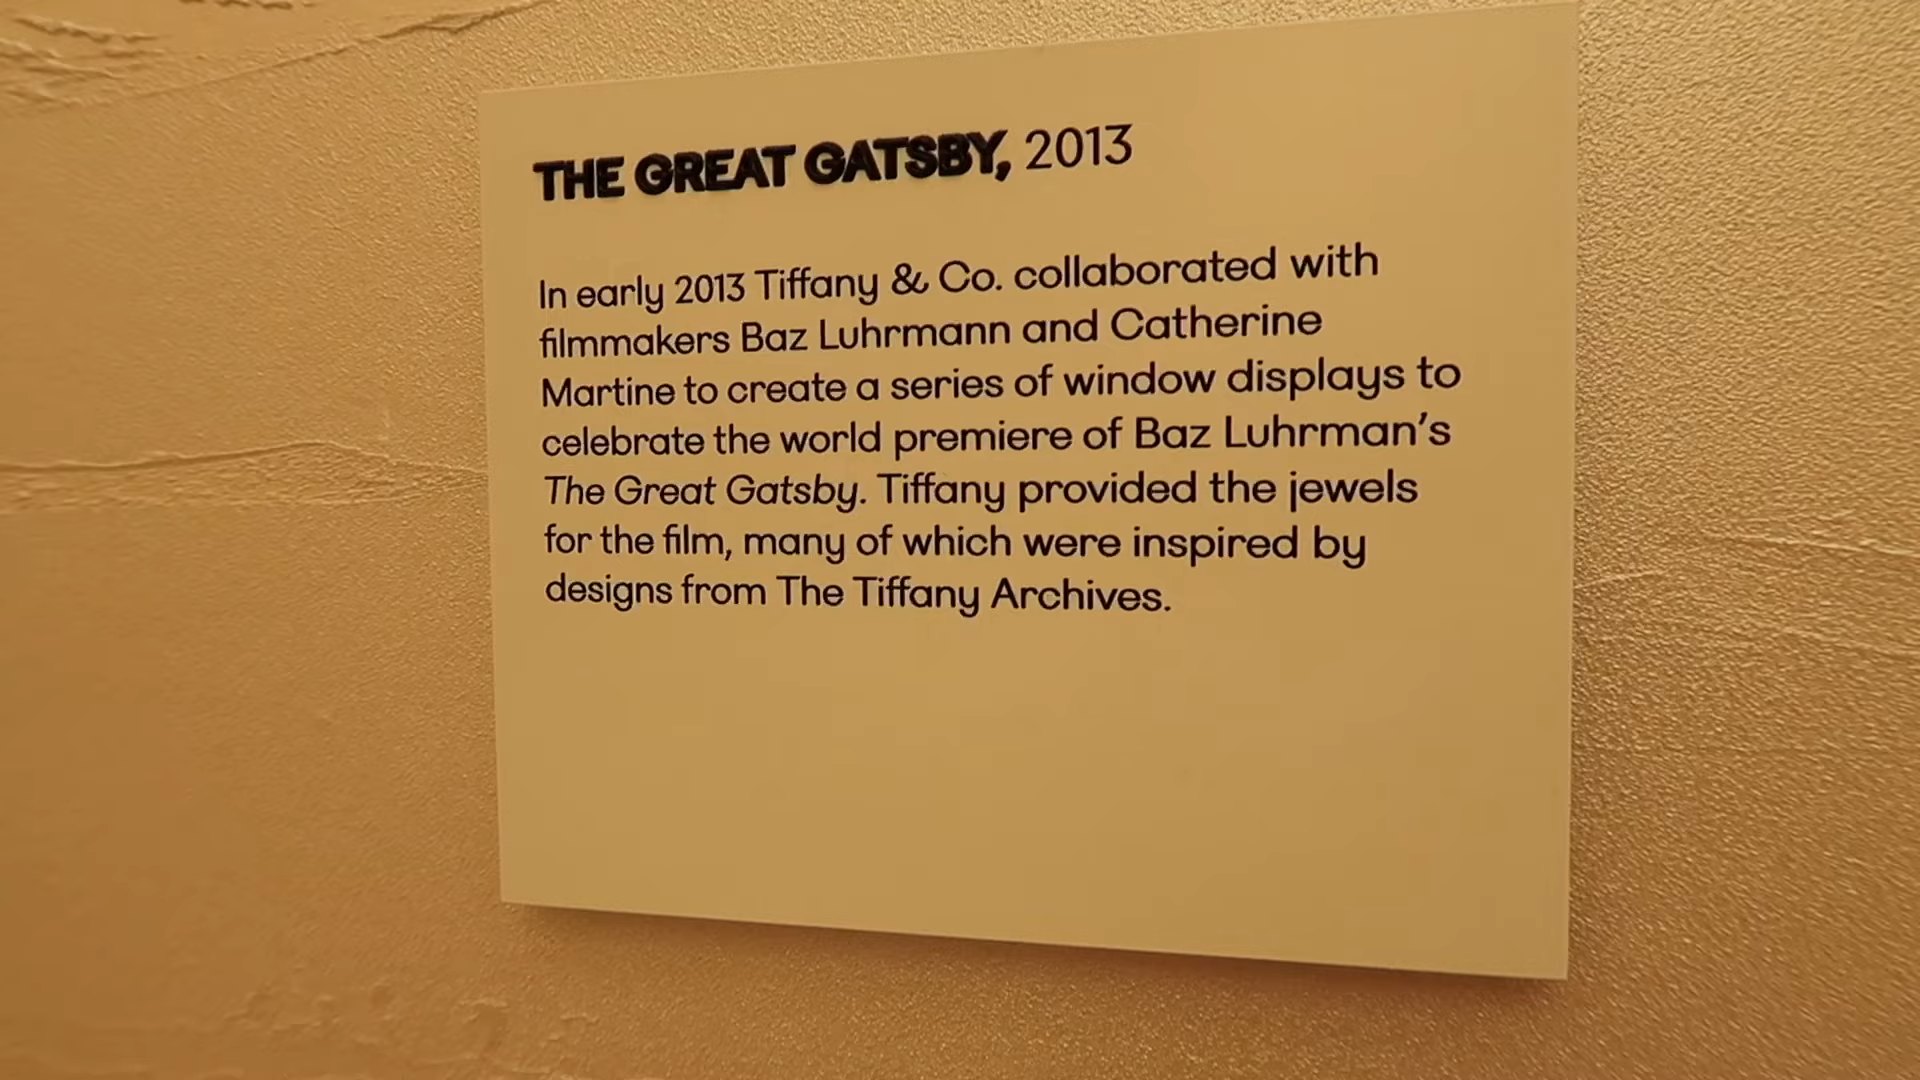 THE GREAT GATSBY, 2013
In early 2013 Tiffany & Co. collaborated with
filmmakers Baz Luhrmann and Catherine
Martine to create a series of window displays to
celebrate the world premiere of Baz Luhrman's
The Great Gatsby. Tiffany provided the jewels
for the film, many of which were inspired by
designs from The Tiffany Archives.